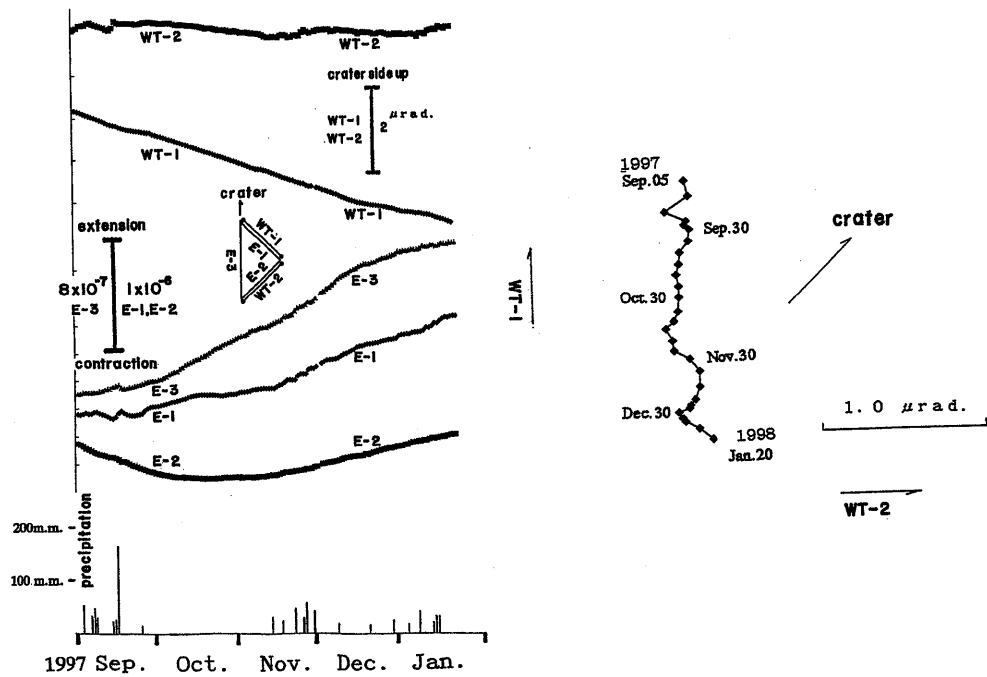 WT-2
WT-2
crater side up
WT-1
WT-2
2 μrad.
WT-1
WT-1
crater
WT-1
E-1
E-3
E-2
WT-2
extension
8x10⁻⁷ 1x10⁻⁶
E-3 E-1,E-2
contraction
E-3
E-3
E-1
E-1
E-2
E-2
precipitation
200m.m.
100 m.m.
1997 Sep. Oct. Nov. Dec. Jan.
1997
Sep.05
Sep.30
Oct.30
Nov.30
Dec.30
1998
Jan.20
crater
WT-1
1.0 μrad.
WT-2